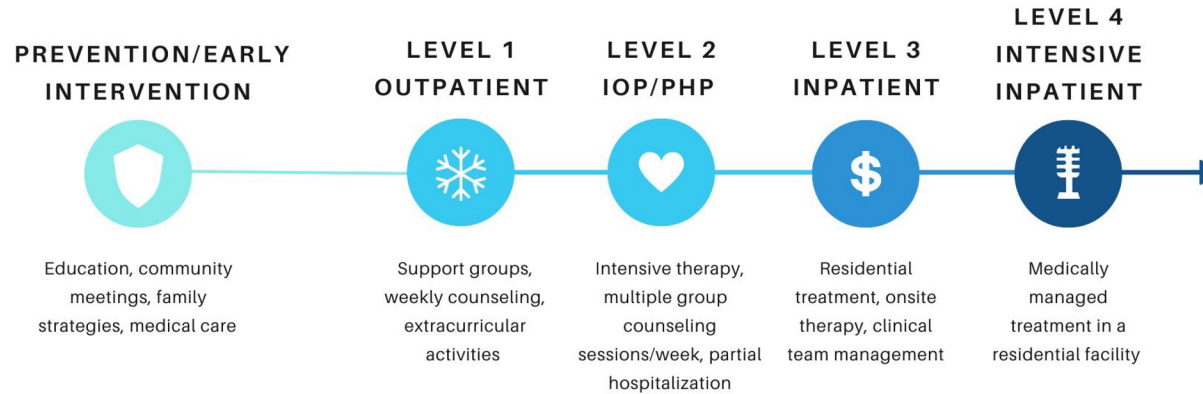 PREVENTION/EARLY
INTERVENTION
Education, community
meetings, family
strategies, medical care
LEVEL 1
OUTPATIENT
Support groups,
weekly counseling,
extracurricular
activities
LEVEL 2
IOP/PHP
Intensive therapy,
multiple group
counseling
sessions/week, partial
hospitalization
LEVEL 3
INPATIENT
$
Residential
treatment, onsite
therapy, clinical
team management
LEVEL 4
INTENSIVE
INPATIENT
Medically
managed
treatment in a
residential facility